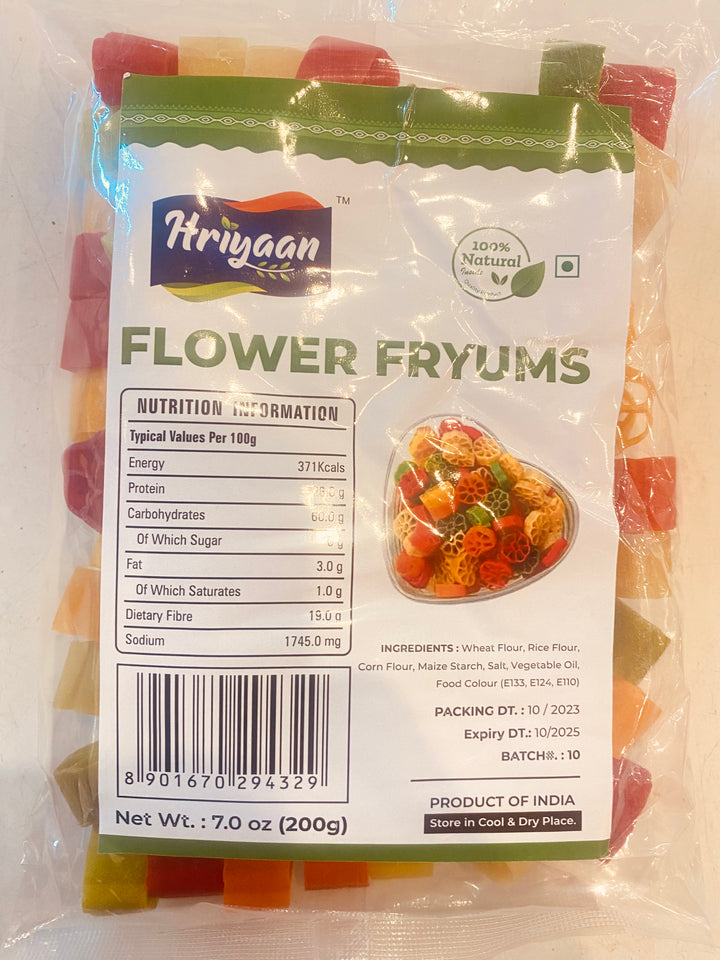 Hriyaan TM
100%
Natural
Inside
FLOWER FRYUMS
NUTRITION INFORMATION
Typical Values Per 100g
Energy 371Kcals
Protein g
Carbohydrates 60.0 g
Of Which Sugar g
Fat 3.0 g
Of Which Saturates 1.0 g
Dietary Fibre 19.0 g
Sodium 1745.0 mg
8 901670 294329
Net Wt. : 7.0 oz (200g)
INGREDIENTS : Wheat Flour, Rice Flour,
Corn Flour, Maize Starch, Salt, Vegetable Oil,
Food Colour (E133, E124, E110)
PACKING DT. : 10 / 2023
Expiry DT.: 10/2025
BATCH#. : 10
PRODUCT OF INDIA
Store in Cool & Dry Place.